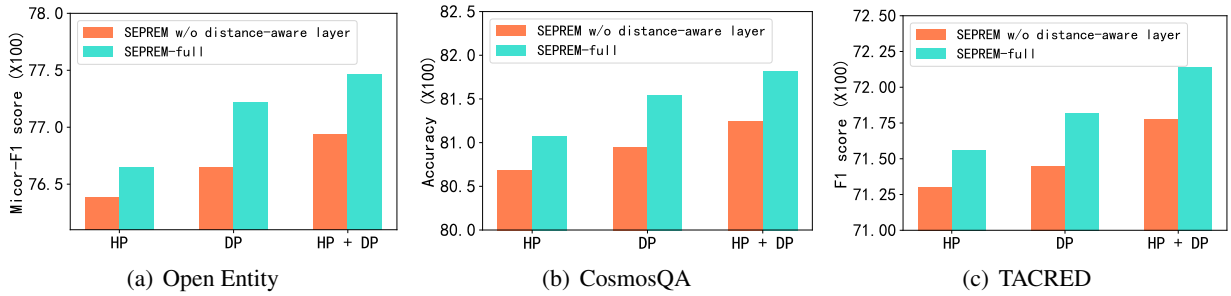 78.0
77.5
77.0
76.5
Micor-F1 score (X100)
SEPREM w/o distance-aware layer
SEPREM-full
HP
DP
HP + DP
(a) Open Entity
82.5
82.0
81.5
81.0
80.5
80.0
Accuracy (X100)
SEPREM w/o distance-aware layer
SEPREM-full
HP
DP
HP + DP
(b) CosmosQA
72.50
72.25
72.00
71.75
71.50
71.25
71.00
F1 score (X100)
SEPREM w/o distance-aware layer
SEPREM-full
HP
DP
HP + DP
(c) TACRED